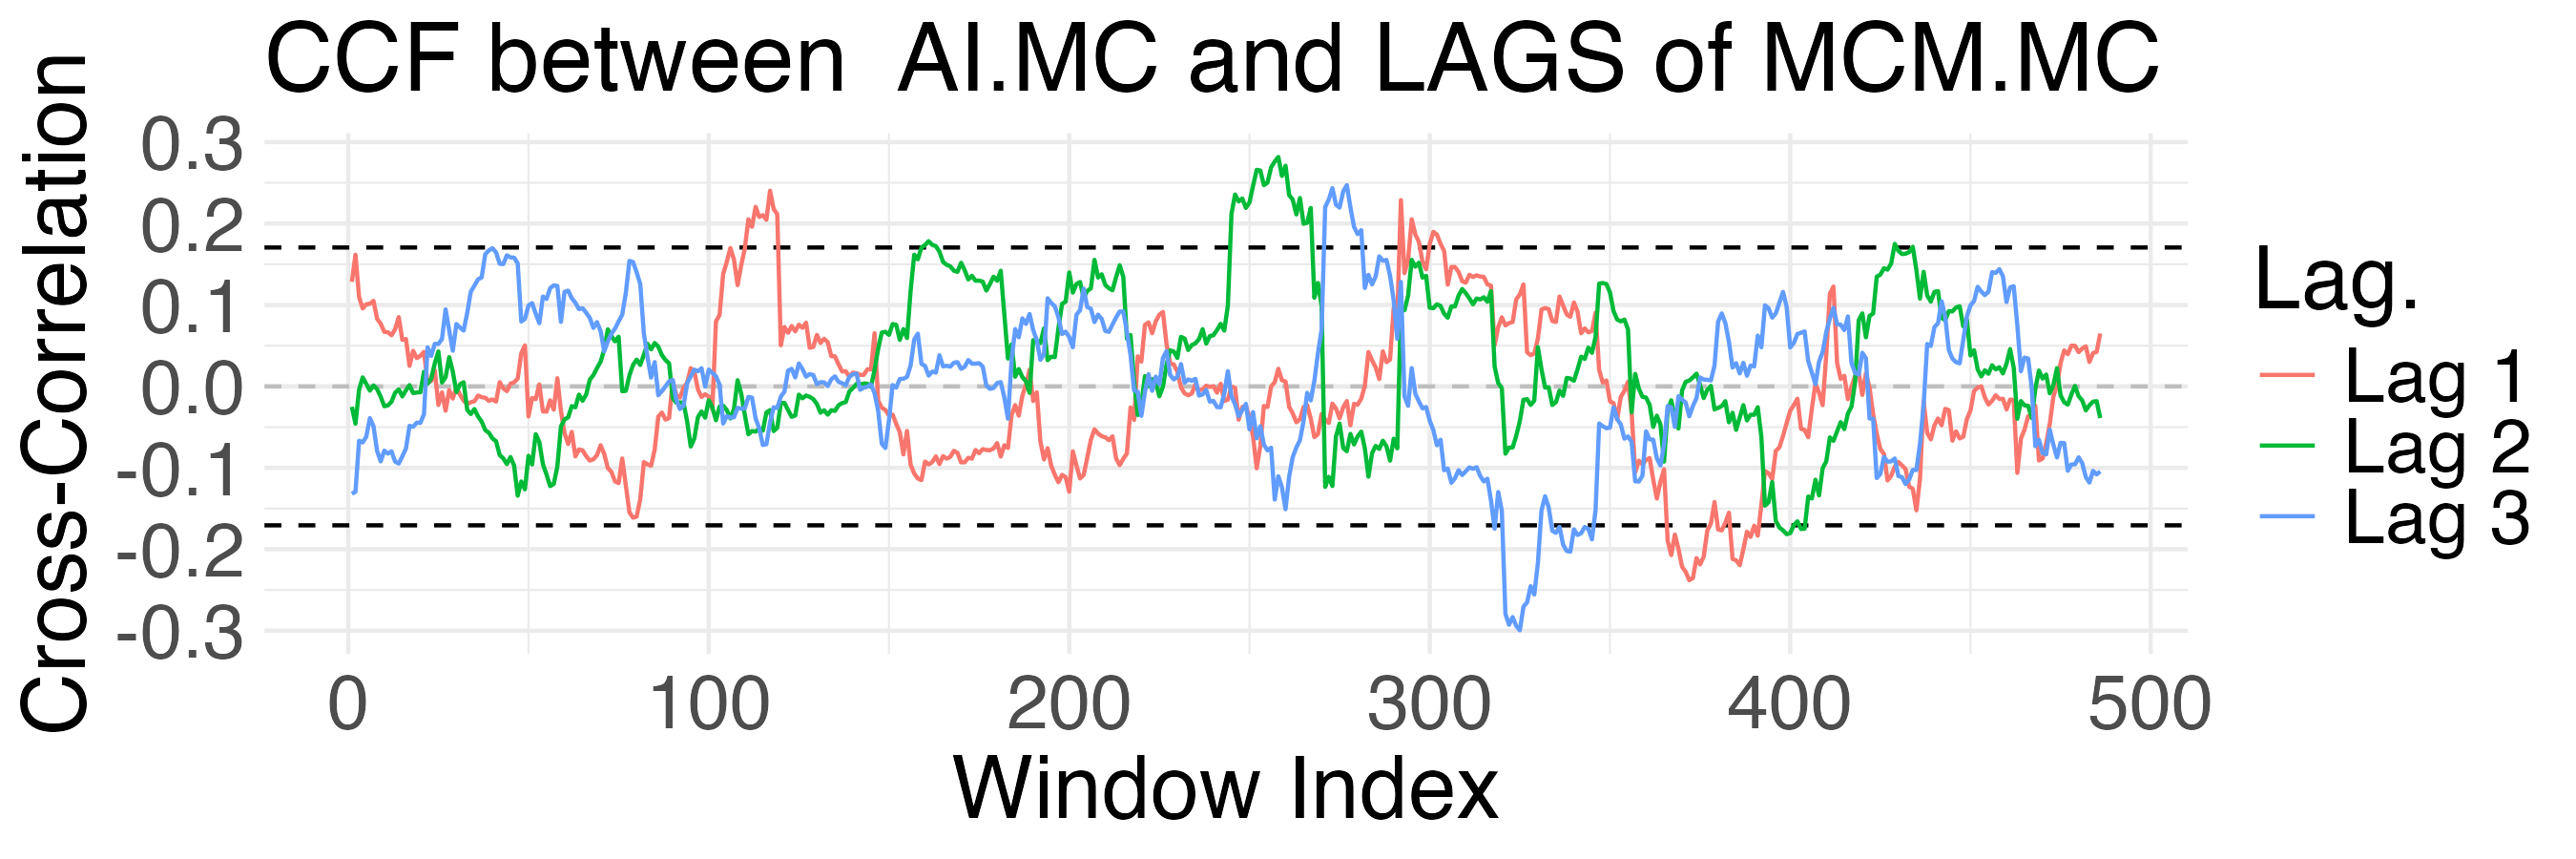 CCF between  AI.MC and LAGS of MCM.MC
Cross-Correlation
0.3
0.2
0.1
0.0
-0.1
-0.2
-0.3
0 100 200 300 400 500
Window Index
Lag.
Lag 1
Lag 2
Lag 3